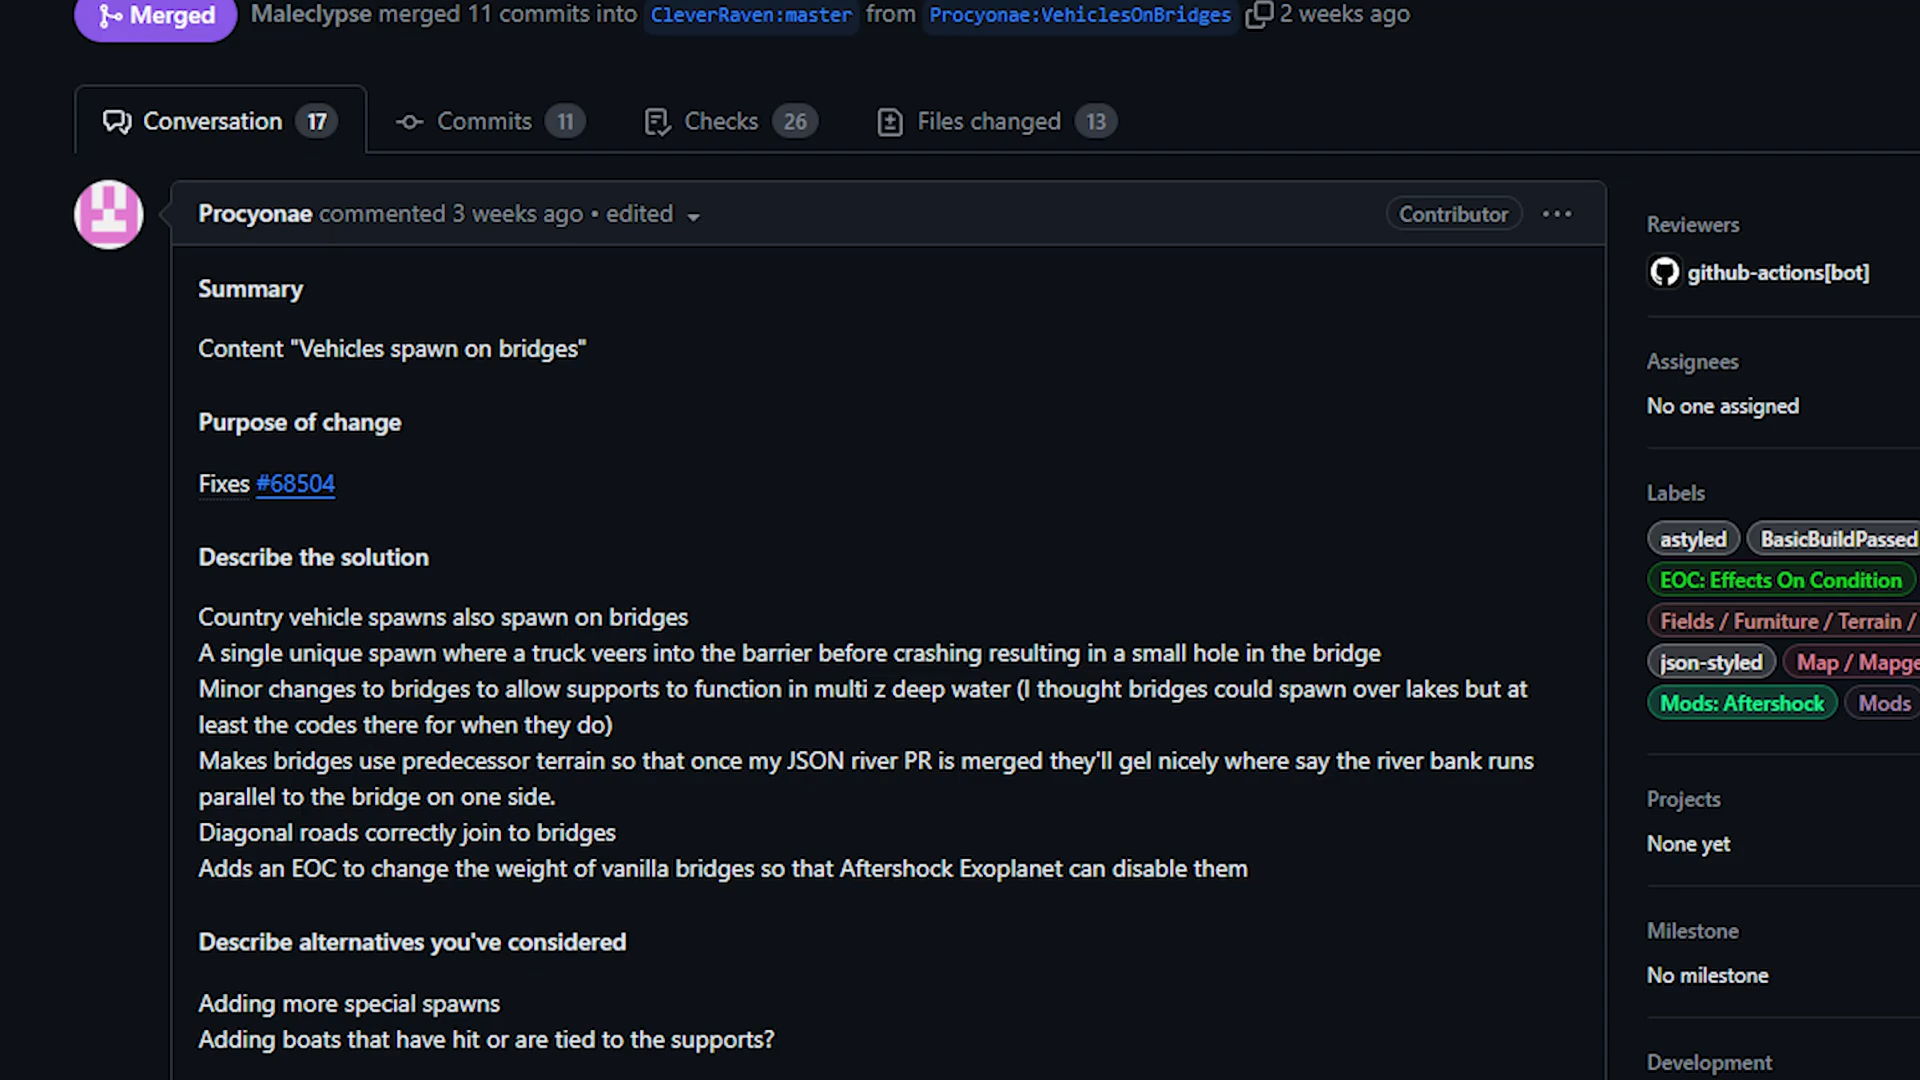 Merged Maleclypse merged 11 commits into CleverRaven:master from Procyonae:VehiclesOnBridges 2 weeks ago
Conversation 17 Commits 11 Checks 26 Files changed 13
Procyonae commented 3 weeks ago • edited Contributor
Summary
Content "Vehicles spawn on bridges"
Purpose of change
Fixes #68504
Describe the solution
Country vehicle spawns also spawn on bridges
A single unique spawn where a truck veers into the barrier before crashing resulting in a small hole in the bridge
Minor changes to bridges to allow supports to function in multi z deep water (I thought bridges could spawn over lakes but at
least the codes there for when they do)
Makes bridges use predecessor terrain so that once my JSON river PR is merged they'll gel nicely where say the river bank runs
parallel to the bridge on one side.
Diagonal roads correctly join to bridges
Adds an EOC to change the weight of vanilla bridges so that Aftershock Exoplanet can disable them
Describe alternatives you've considered
Adding more special spawns
Adding boats that have hit or are tied to the supports?
Reviewers
github-actions[bot]
Assignees
No one assigned
Labels
astyled BasicBuildPassed
EOC: Effects On Condition
Fields / Furniture / Terrain /
json-styled Map / Mapge
Mods: Aftershock Mods
Projects
None yet
Milestone
No milestone
Development